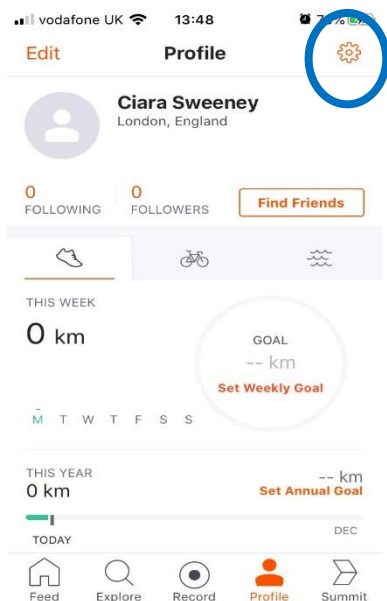 vodafone UK 13:48
Edit Profile
Ciara Sweeney
London, England
0 0
FOLLOWING FOLLOWERS Find Friends
THIS WEEK
0 km
GOAL
-- km
Set Weekly Goal
M T W T F S S
THIS YEAR -- km
0 km Set Annual Goal
TODAY DEC
Feed Explore Record Profile Summit